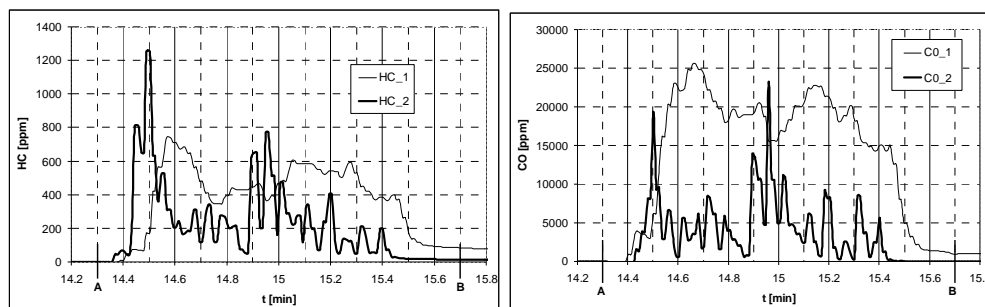 1400
1200
1000
800
600
400
200
0
HC [ppm]
HC_1
HC_2
14.2 14.4 14.6 14.8 15 15.2 15.4 15.6 15.8
A B
t [min]
30000
25000
20000
15000
10000
5000
0
CO [ppm]
C0_1
C0_2
14.2 14.4 14.6 14.8 15 15.2 15.4 15.6 15.8
A B
t [min]